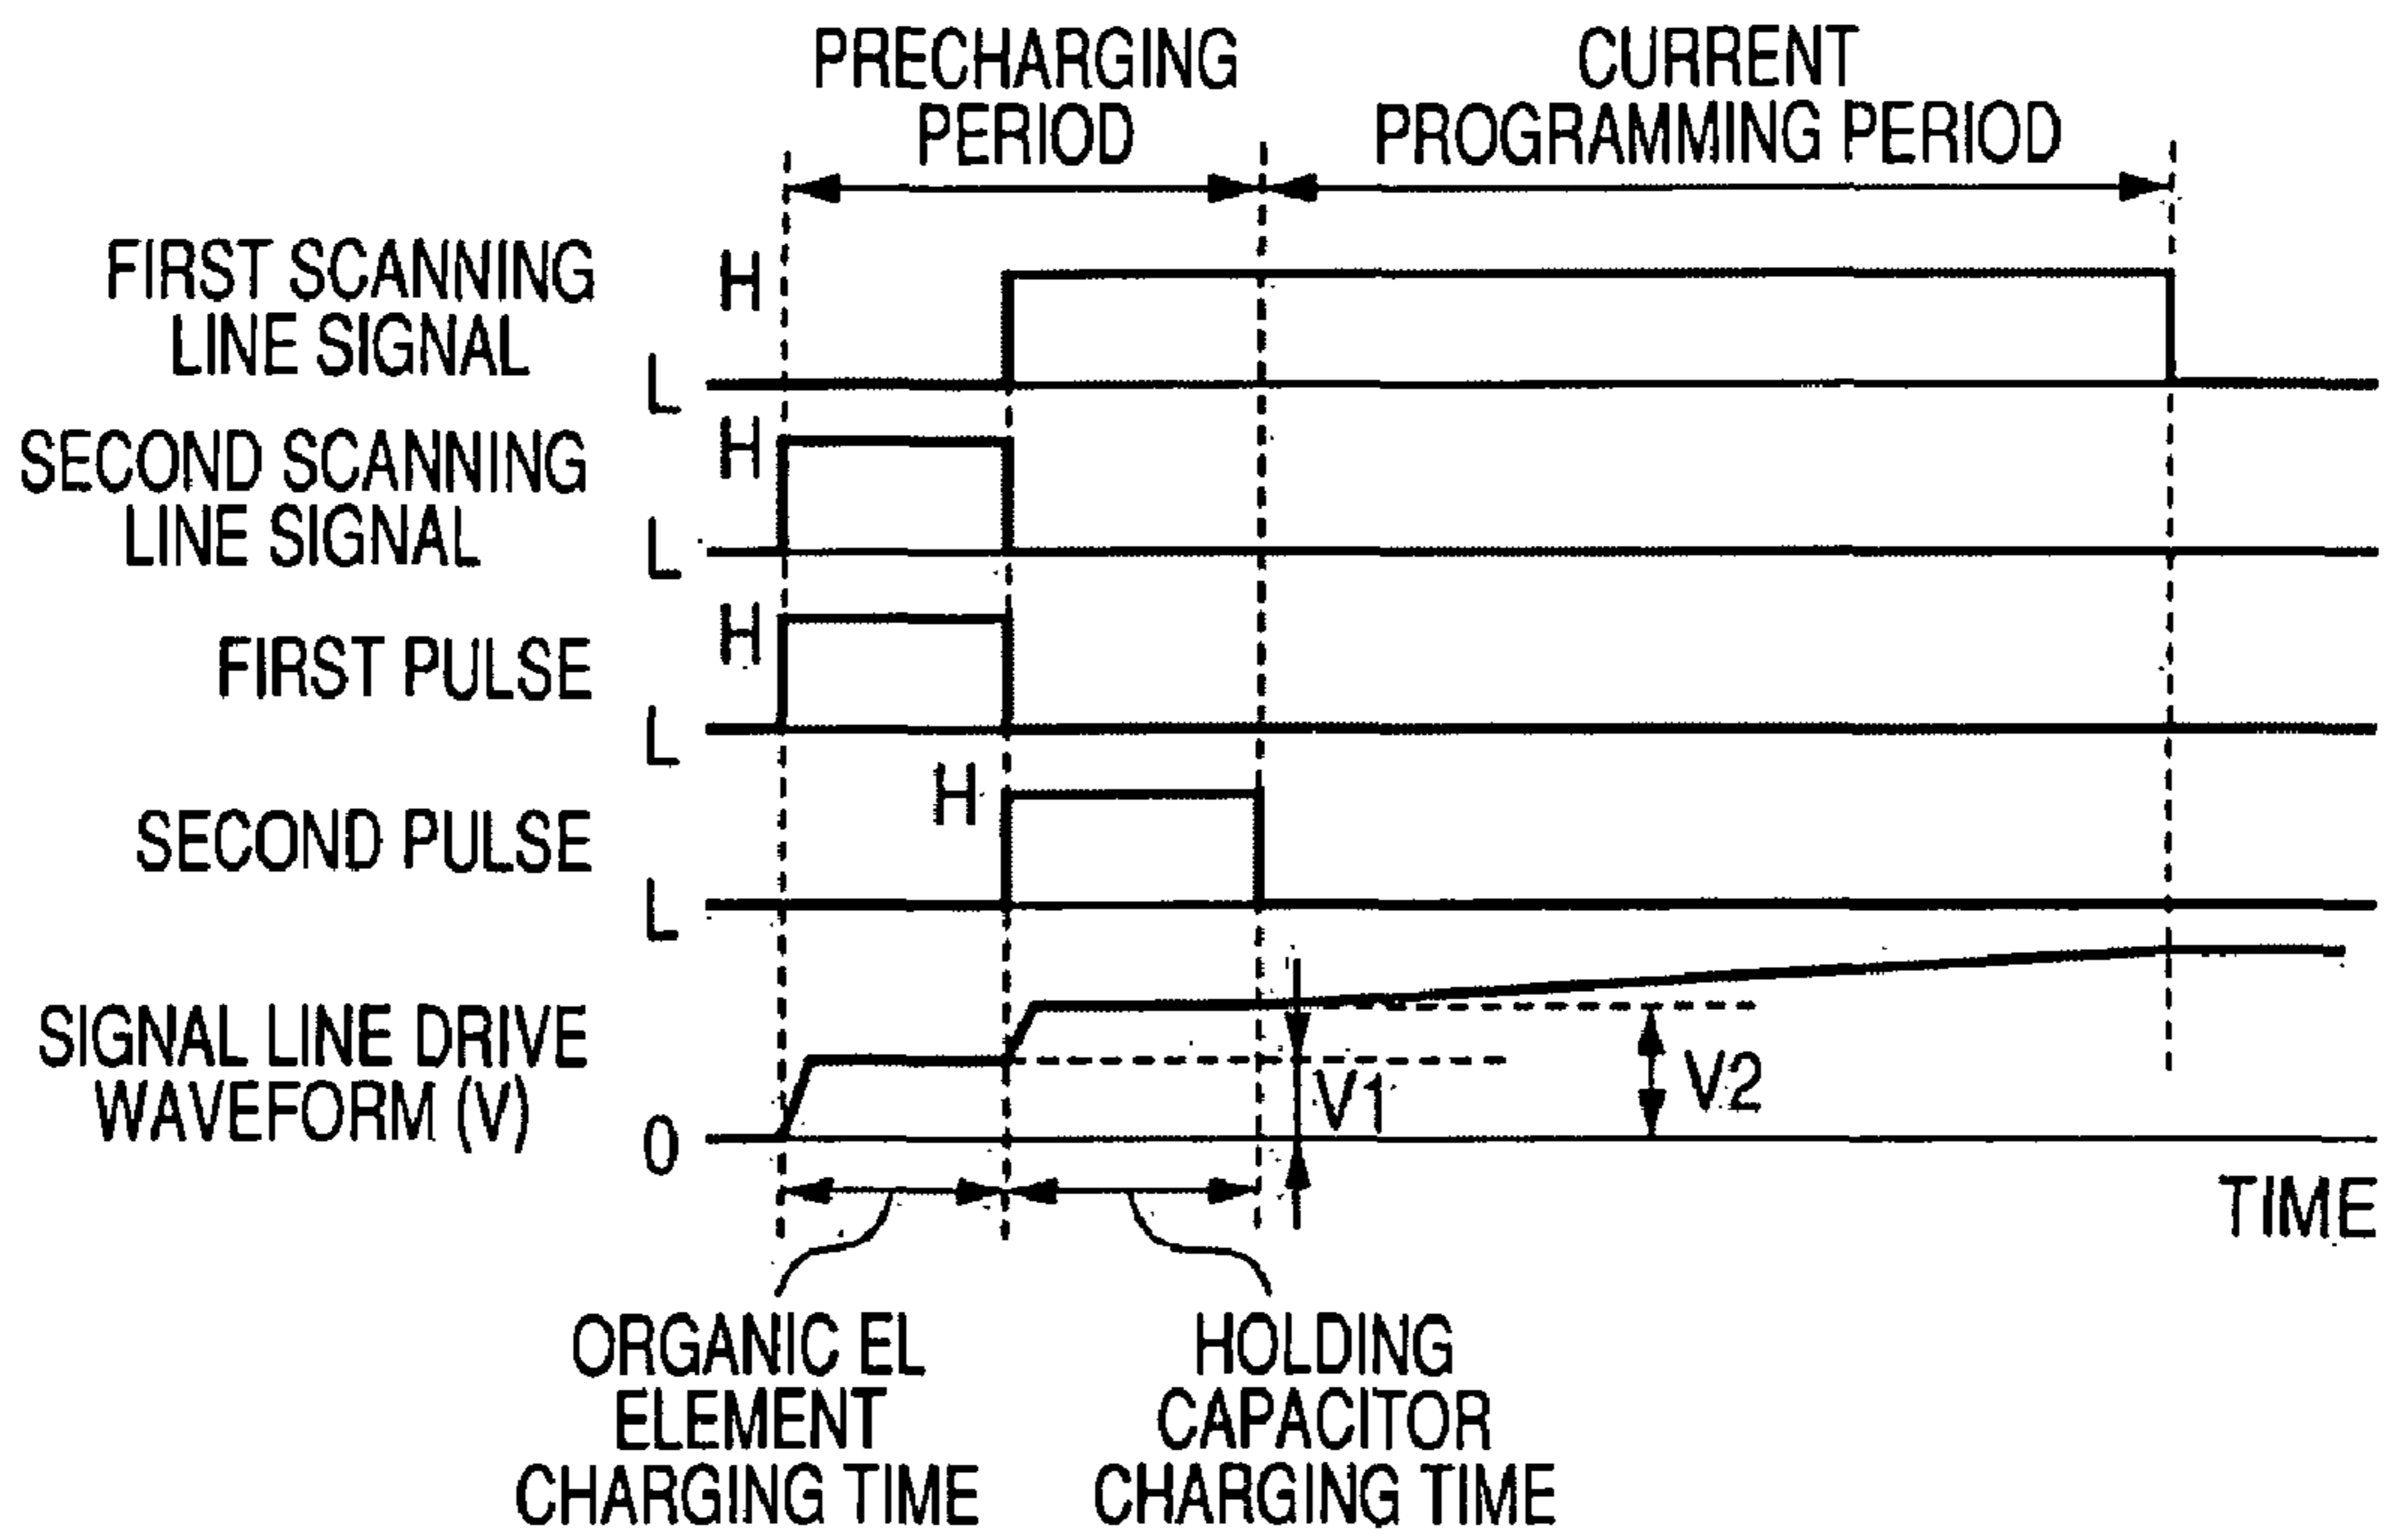 PRECHARGING
PERIOD
CURRENT
PROGRAMMING PERIOD
FIRST SCANNING
LINE SIGNAL
H
L
SECOND SCANNING
LINE SIGNAL
H
L
FIRST PULSE
H
L
SECOND PULSE
H
L
SIGNAL LINE DRIVE
WAVEFORM (V)
0
V1
V2
TIME
ORGANIC EL
ELEMENT
CHARGING TIME
HOLDING
CAPACITOR
CHARGING TIME